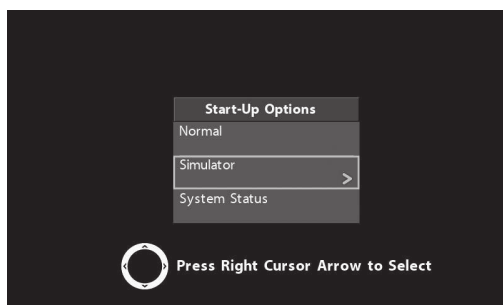 Start-Up Options
Normal
Simulator
>
System Status
Press Right Cursor Arrow to Select